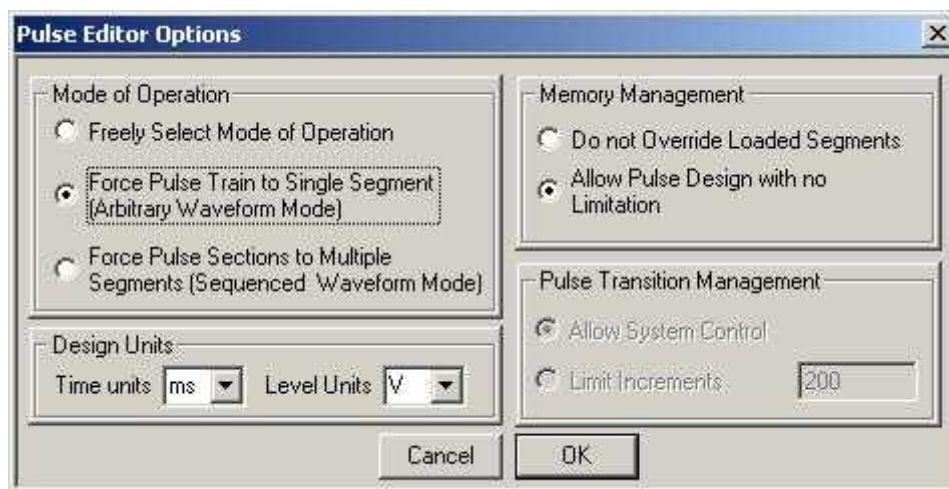 Pulse Editor Options
Mode of Operation
Freely Select Mode of Operation
Force Pulse Train to Single Segment
(Arbitrary Waveform Mode)
Force Pulse Sections to Multiple
Segments (Sequenced Waveform Mode)
Design Units
Time units ms Level Units V
Memory Management
Do not Override Loaded Segments
Allow Pulse Design with no
Limitation
Pulse Transition Management
Allow System Control
Limit Increments 200
Cancel OK